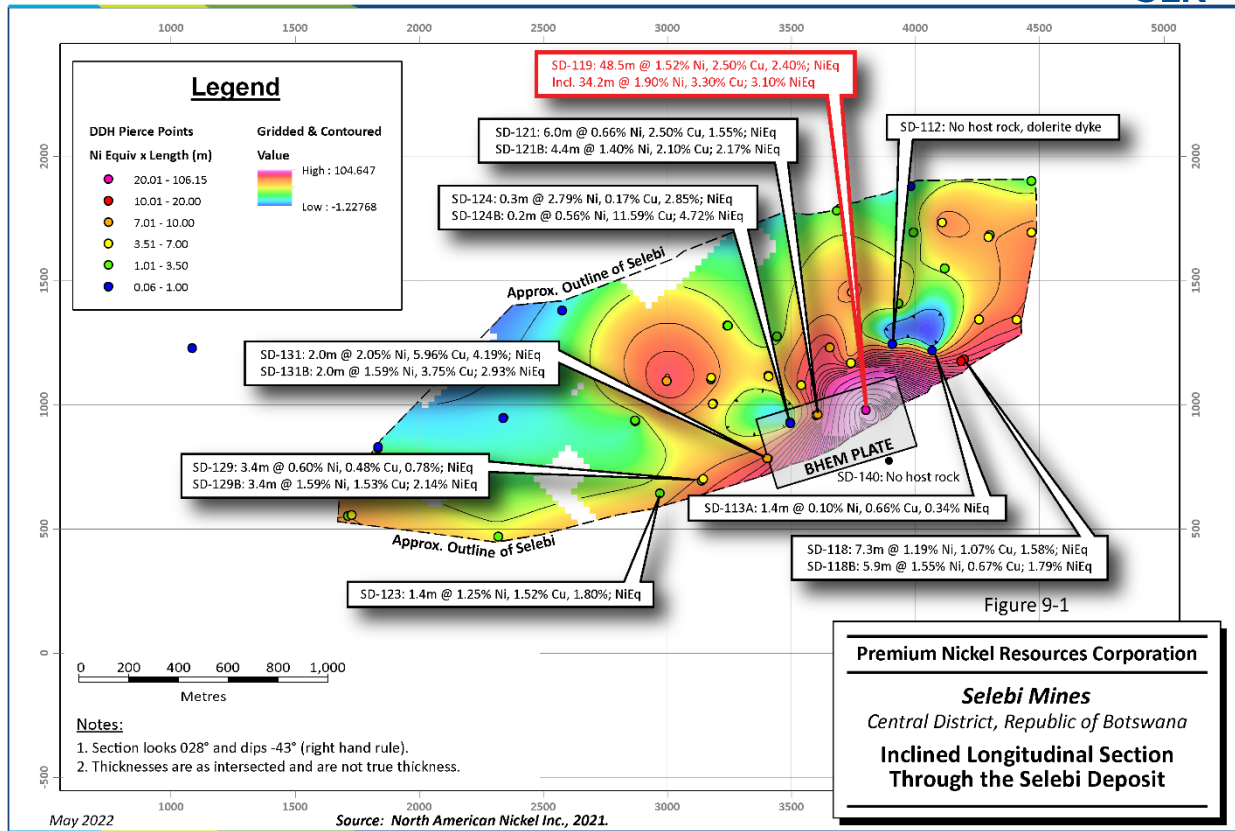 1000 2000 3000 3500 4000 5000
Legend
DDH Pierce Points
Ni Equiv x Length (m)
20.01 - 106.15
10.01 - 20.00
7.01 - 10.00
3.51 - 7.00
1.01 - 3.50
0.06 - 1.00
Gridded & Contoured
Value
High : 104.647
Low : -1.22768
SD-119: 48.5m @ 1.52% Ni, 2.50% Cu, 2.40%; NiEq
Incl. 34.2m @ 1.90% Ni, 3.30% Cu; 3.10% NiEq
SD-121: 6.0m @ 0.66% Ni, 2.50% Cu, 1.55%; NiEq
SD-121B: 4.4m @ 1.40% Ni, 2.10% Cu; 2.17% NiEq
SD-112: No host rock, dolerite dyke
SD-124: 0.3m @ 2.79% Ni, 0.17% Cu, 2.85%; NiEq
SD-124B: 0.2m @ 0.56% Ni, 11.59% Cu; 4.72% NiEq
2000
2000
1500
1500
1000
1000
500
500
0
0
-500
Approx. Outline of Selebi
SD-131: 2.0m @ 2.05% Ni, 5.96% Cu, 4.19%; NiEq
SD-131B: 2.0m @ 1.59% Ni, 3.75% Cu; 2.93% NiEq
BHEM PLATE
SD-129: 3.4m @ 0.60% Ni, 0.48% Cu, 0.78%; NiEq
SD-129B: 3.4m @ 1.59% Ni, 1.53% Cu; 2.14% NiEq
SD-140: No host rock
SD-113A: 1.4m @ 0.10% Ni, 0.66% Cu, 0.34% NiEq
Approx. Outline of Selebi
SD-118: 7.3m @ 1.19% Ni, 1.07% Cu, 1.58%; NiEq
SD-118B: 5.9m @ 1.55% Ni, 0.67% Cu; 1.79% NiEq
SD-123: 1.4m @ 1.25% Ni, 1.52% Cu, 1.80%; NiEq
Figure 9-1
0 200 400 600 800 1,000
Metres
Notes:
1. Section looks 028° and dips -43° (right hand rule).
2. Thicknesses are as intersected and are not true thickness.
Premium Nickel Resources Corporation
Selebi Mines
Central District, Republic of Botswana
Inclined Longitudinal Section
Through the Selebi Deposit
1000 1500 2000 2500 3000 3500
May 2022
Source: North American Nickel Inc., 2021.